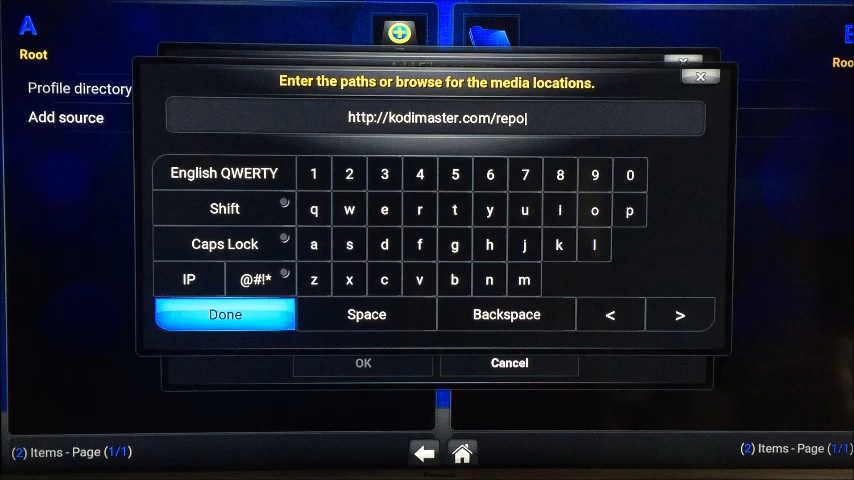 A
Root
Profile directory
Add source
Enter the paths or browse for the media locations.
x
http://kodimaster.com/repo
English QWERTY 1 2 3 4 5 6 7 8 9 0
Shift q w e r t y u i o p
Caps Lock a s d f g h j k l
IP @#!* z x c v b n m
Done Space Backspace < >
OK Cancel
(2) Items - Page (1/1)
(2) Items - Page (1/1)